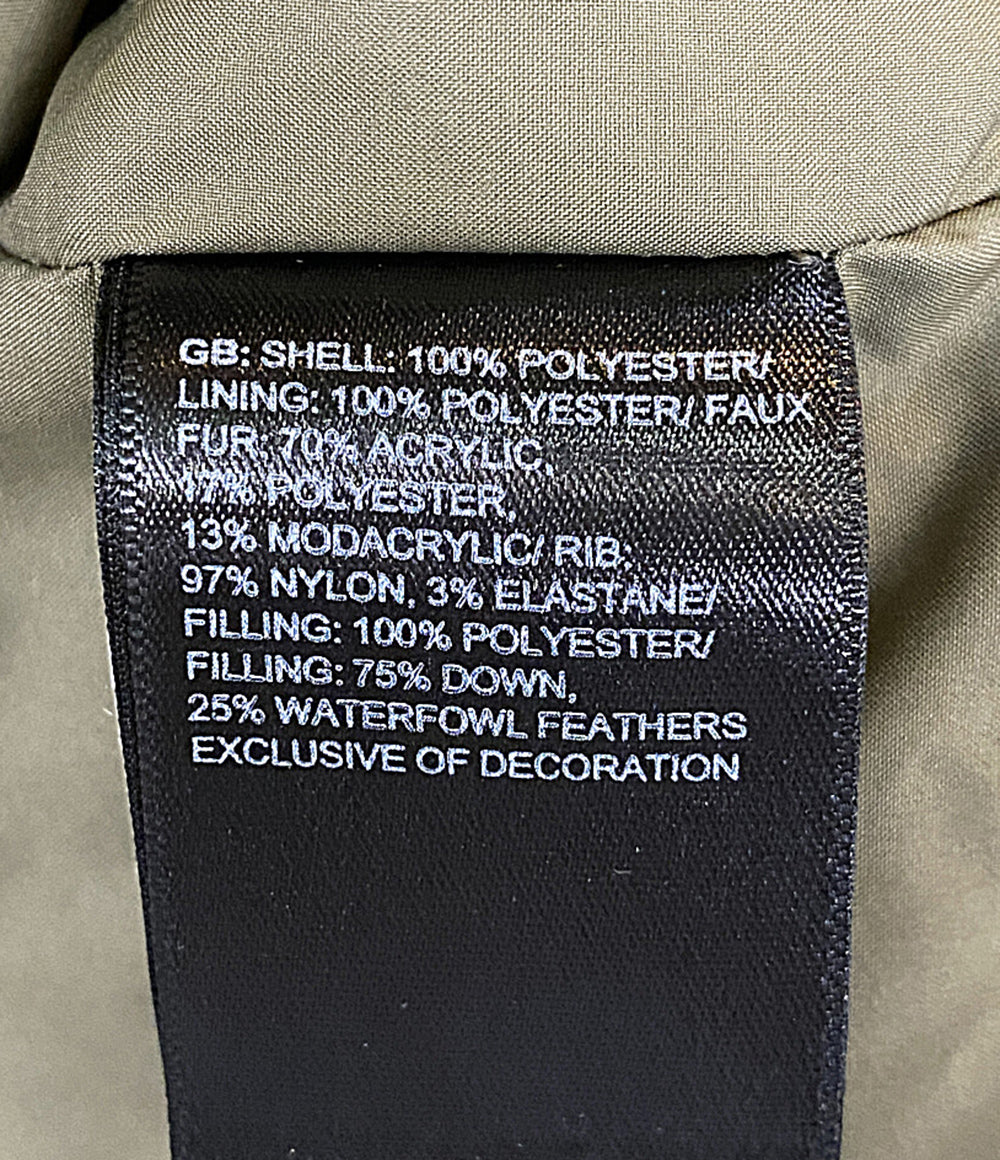 GB: SHELL: 100% POLYESTER/
LINING: 100% POLYESTER/ FAUX
FUR: 70% ACRYLIC,
17% POLYESTER,
13% MODACRYLIC/ RIB:
97% NYLON, 3% ELASTANE/
FILLING: 100% POLYESTER/
FILLING: 75% DOWN,
25% WATERFOWL FEATHERS
EXCLUSIVE OF DECORATION